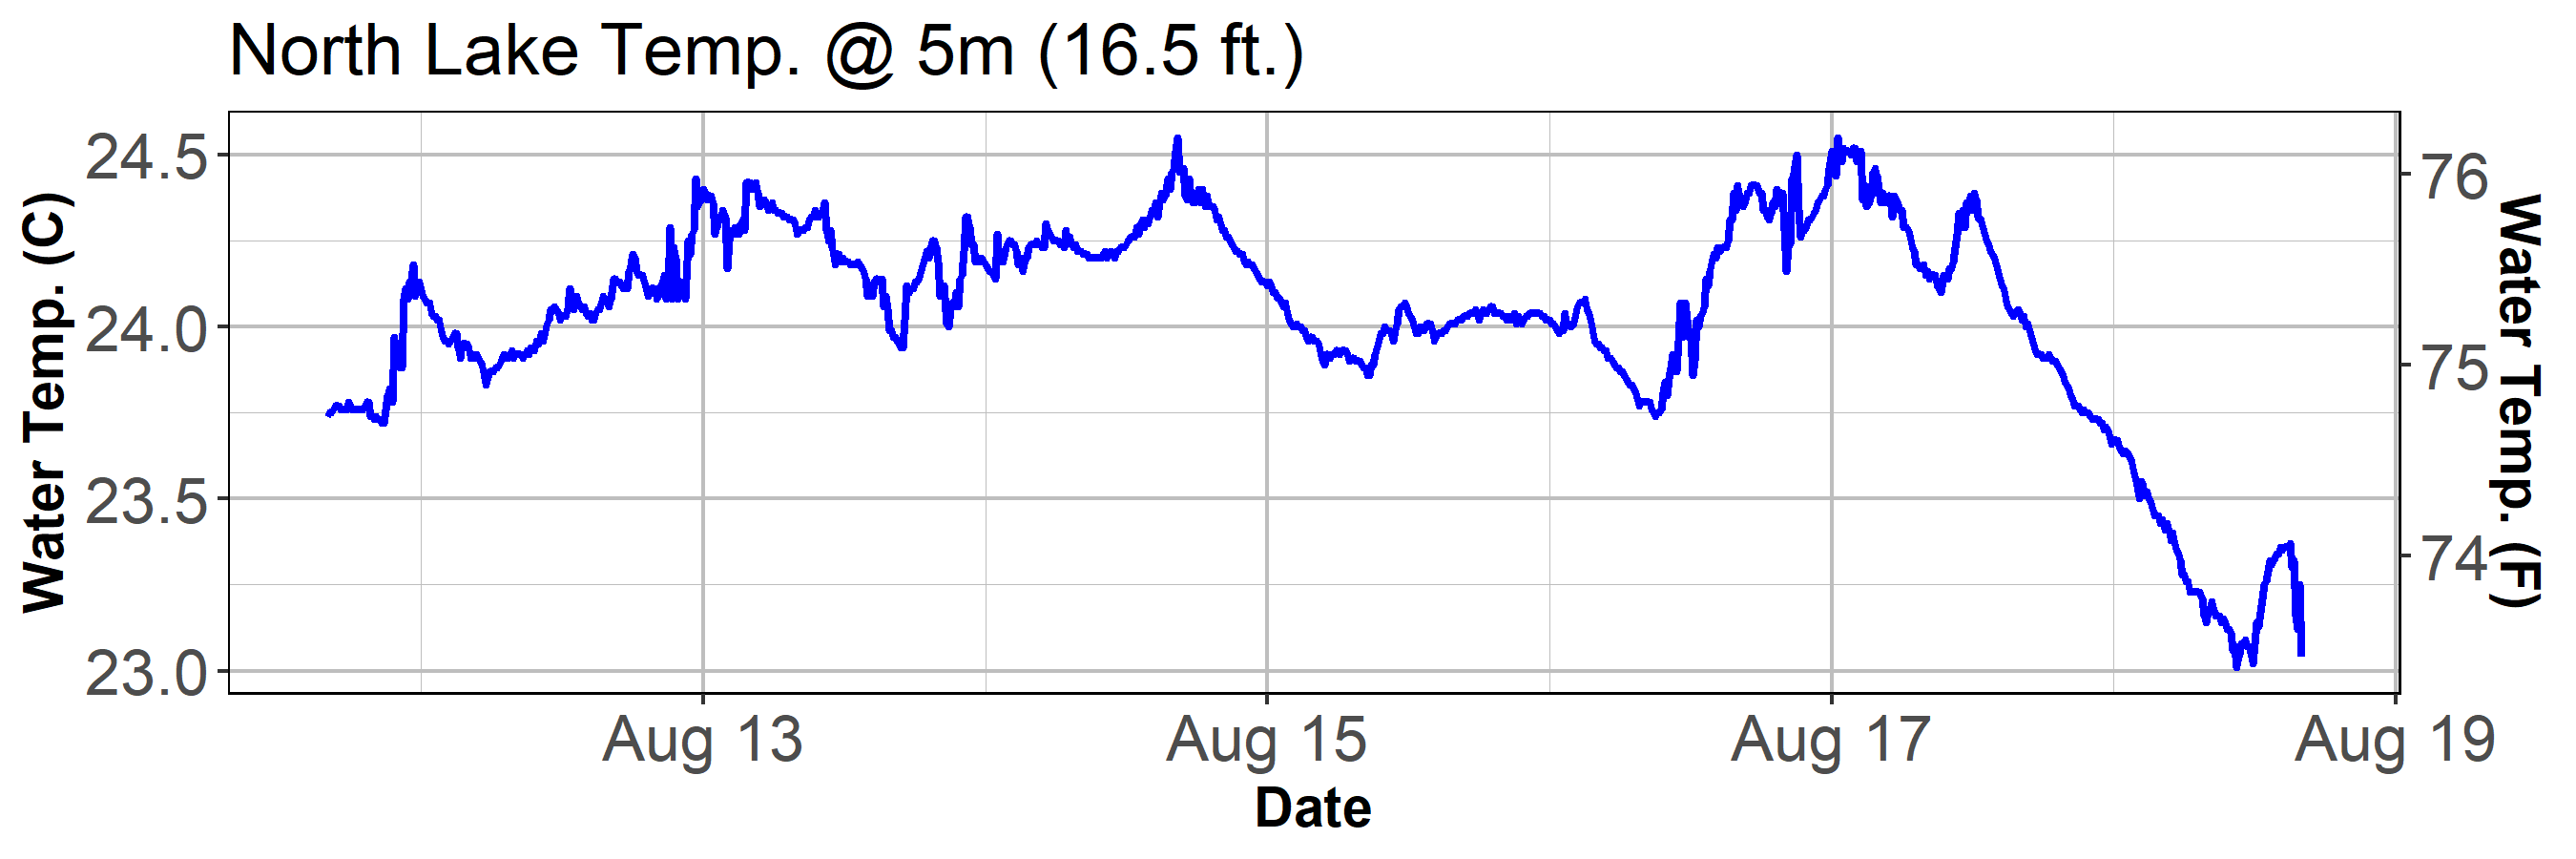 North Lake Temp. @ 5m (16.5 ft.)
Water Temp. (C)
24.5
24.0
23.5
23.0
76
75
74
Water Temp. (F)
Aug 13 Aug 15 Aug 17 Aug 19
Date